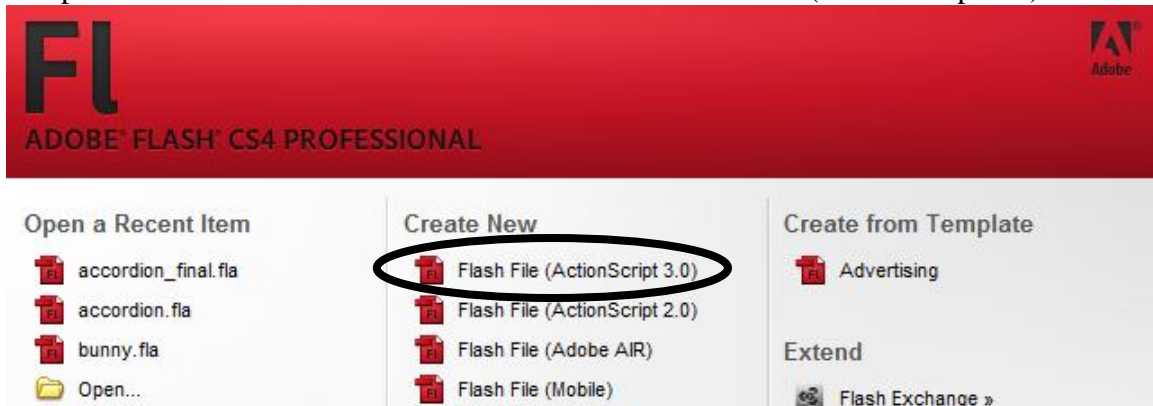 Fl
Adobe
ADOBE® FLASH® CS4 PROFESSIONAL
Open a Recent Item
accordion_final.fla
accordion.fla
bunny.fla
Open...
Create New
Flash File (ActionScript 3.0)
Flash File (ActionScript 2.0)
Flash File (Adobe AIR)
Flash File (Mobile)
Create from Template
Advertising
Extend
Flash Exchange »